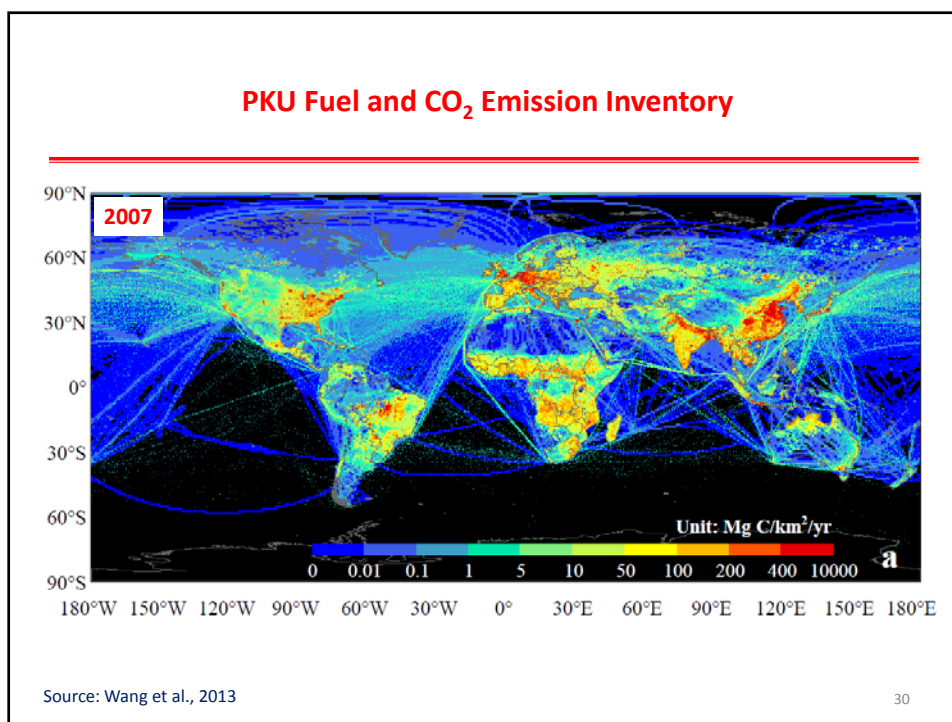 PKU Fuel and CO₂ Emission Inventory
90°N
2007
60°N
30°N
0°
30°S
60°S
Unit: Mg C/km²/yr
0 0.01 0.1 1 5 10 50 100 200 400 10000
a
90°S
180°W 150°W 120°W 90°W 60°W 30°W 0° 30°E 60°E 90°E 120°E 150°E 180°E
Source: Wang et al., 2013
30